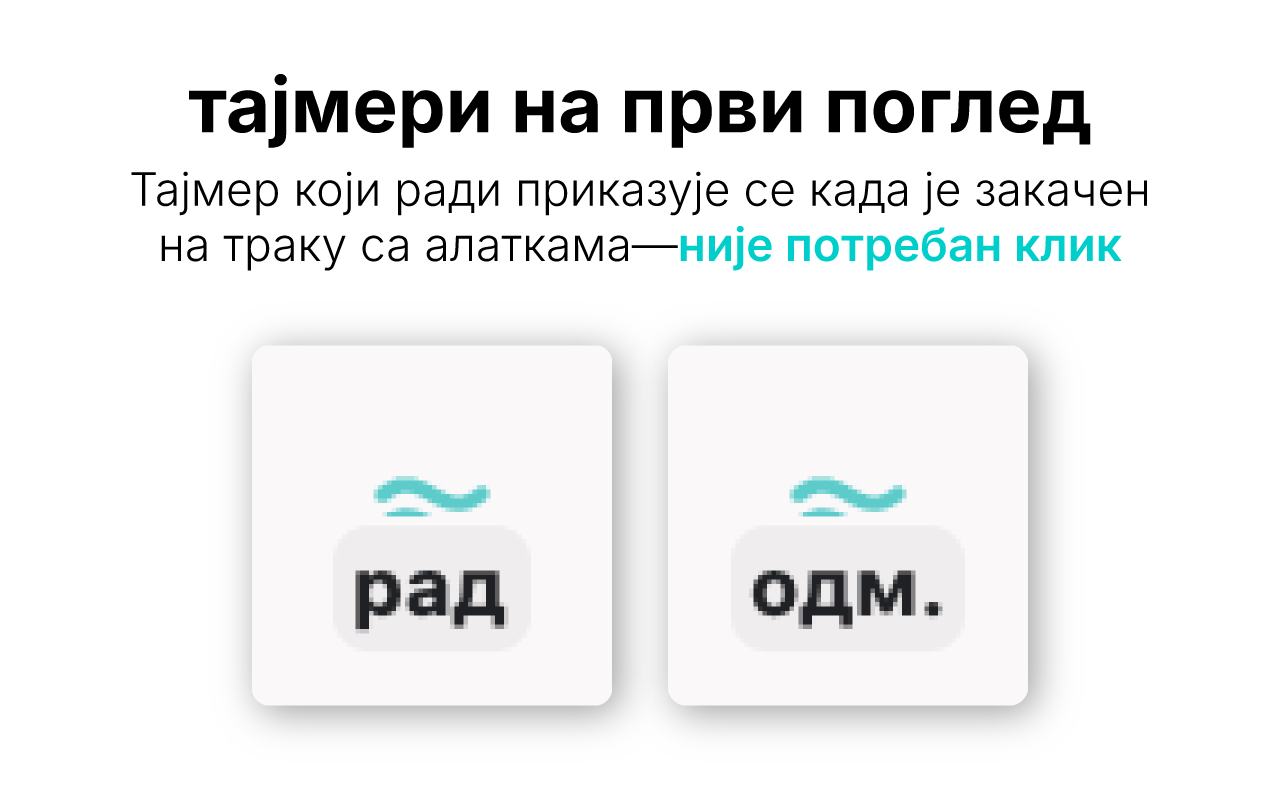 тајмери на први поглед
Тајмер који ради приказује се када је закачен
на траку са алаткама—није потребан клик
рад
одм.